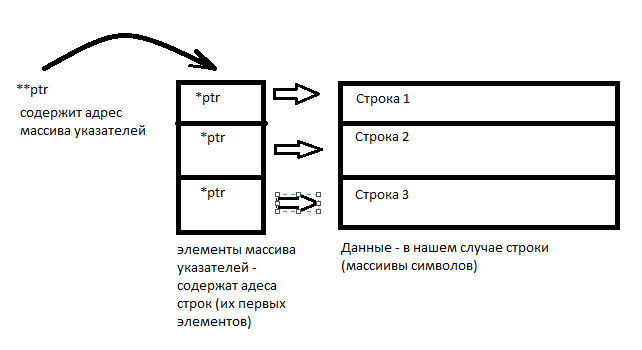 **ptr
содержит адрес
массива указателей
*ptr
*ptr
*ptr
Строка 1
Строка 2
Строка 3
элементы массива
указателей -
содержат адеса
строк (их первых
элементов)
Данные - в нашем случае строки
(массиивы символов)